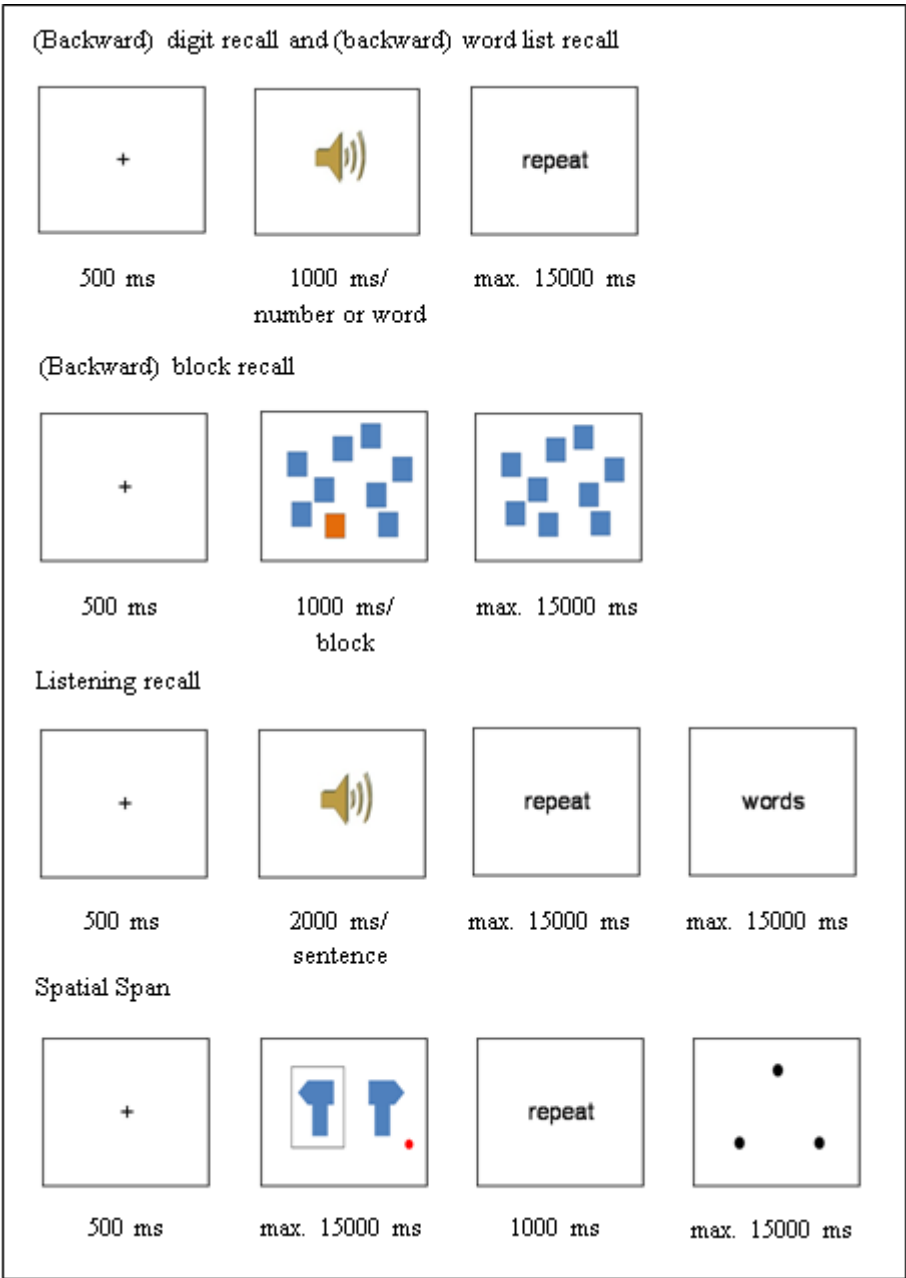 (Backward) digit recall and (backward) word list recall
+
repeat
500 ms
1000 ms/
number or word
max. 15000 ms
(Backward) block recall
+
500 ms
1000 ms/
block
max. 15000 ms
Listening recall
+
repeat
words
500 ms
2000 ms/
sentence
max. 15000 ms
max. 15000 ms
Spatial Span
+
repeat
500 ms
max. 15000 ms
1000 ms
max. 15000 ms